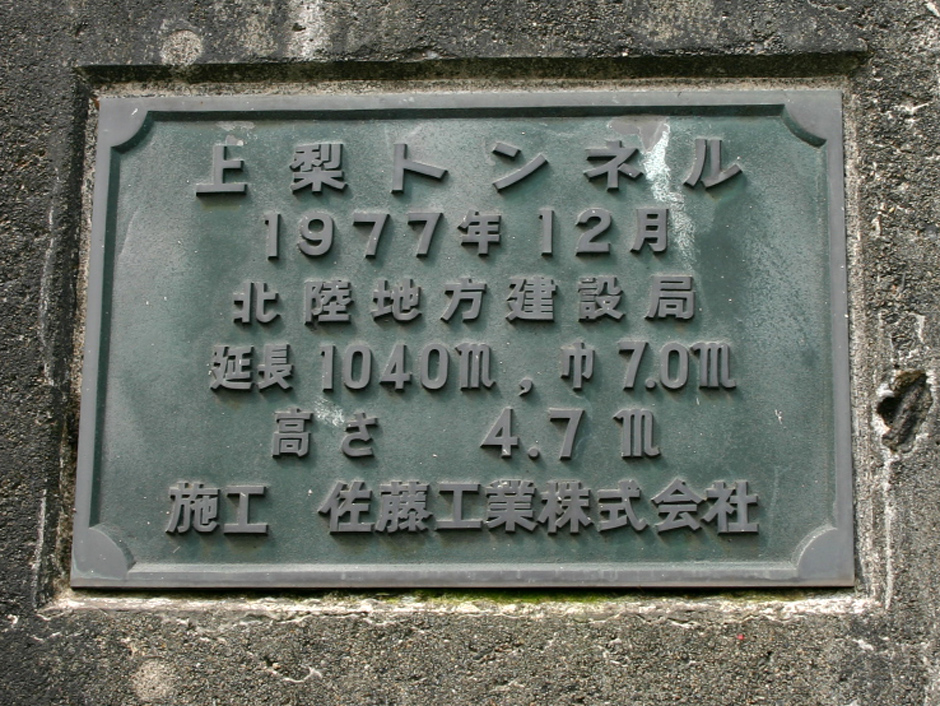 上梨トンネル
1977年12月
北陸地方建設局
延長1040m,巾7.0m
高さ 4.7m
施工 佐藤工業株式会社